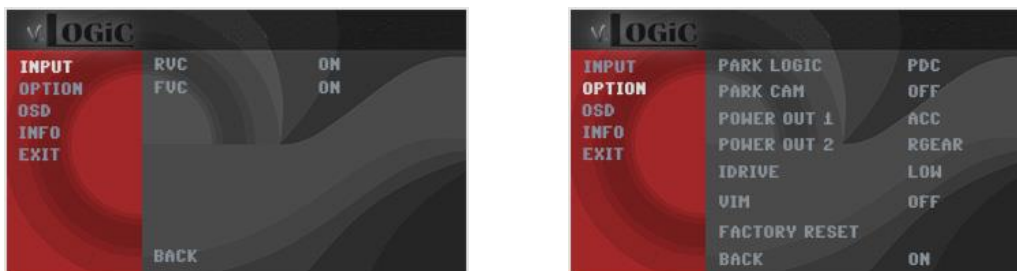 v.LOGiC
INPUT
OPTION
OSD
INFO
EXIT
RVC ON
FVC ON
BACK
v.LOGiC
INPUT
OPTION
OSD
INFO
EXIT
PARK LOGIC PDC
PARK CAM OFF
POWER OUT 1 ACC
POWER OUT 2 RGEAR
IDRIVE LOW
VIM OFF
FACTORY RESET
BACK ON